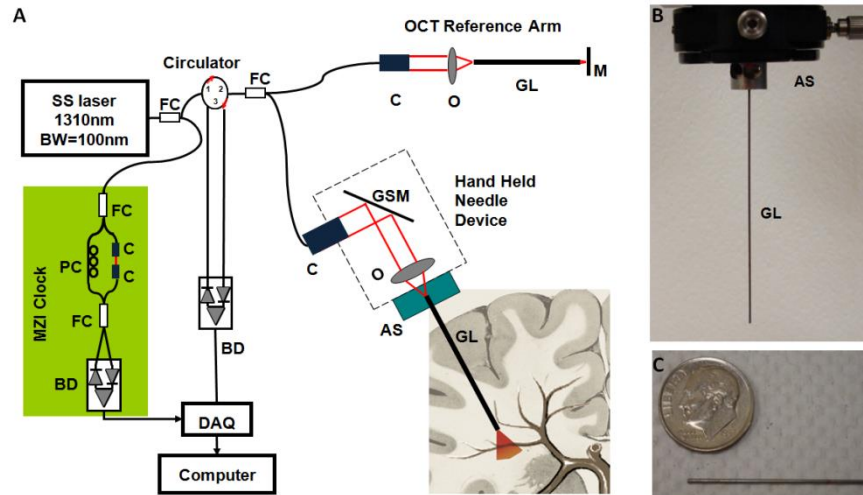 A
OCT Reference Arm
Circulator
FC
SS laser
1310nm
BW=100nm
FC
1 2
3
C
O
GL
M
FC
PC
C
C
FC
MZI Clock
BD
BD
DAQ
Computer
GSM
Hand Held
Needle
Device
C
O
AS
GL
B
AS
GL
C